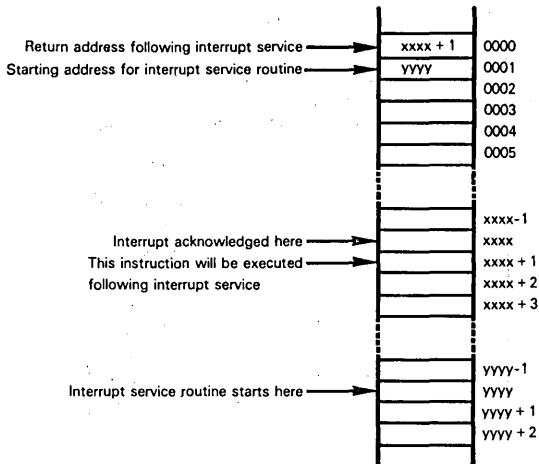 Return address following interrupt service xxxx + 1 0000
Starting address for interrupt service routine yyyy 0001
0002
0003
0004
0005
xxxx-1
Interrupt acknowledged here xxxx
This instruction will be executed xxxx + 1
following interrupt service xxxx + 2
xxxx + 3
yyyy-1
Interrupt service routine starts here yyyy
yyyy + 1
yyyy + 2